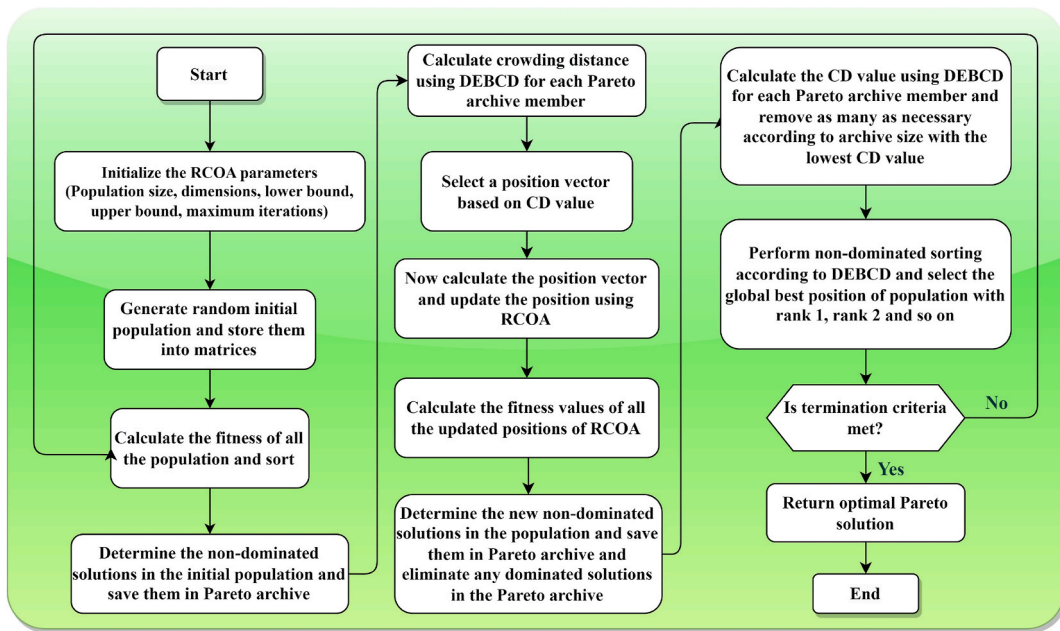 Start
Initialize the RCOA parameters
(Population size, dimensions, lower bound,
upper bound, maximum iterations)
Generate random initial
population and store them
into matrices
Calculate the fitness of all
the population and sort
Determine the non-dominated
solutions in the initial population and
save them in Pareto archive
Calculate crowding distance
using DEBCD for each Pareto
archive member
Select a position vector
based on CD value
Now calculate the position vector
and update the position using
RCOA
Calculate the fitness values of all
the updated positions of RCOA
Determine the new non-dominated
solutions in the population and save
them in Pareto archive and
eliminate any dominated solutions
in the Pareto archive
Calculate the CD value using DEBCD
for each Pareto archive member and
remove as many as necessary
according to archive size with the
lowest CD value
Perform non-dominated sorting
according to DEBCD and select the
global best position of population with
rank 1, rank 2 and so on
Is termination criteria
met?
No
Yes
Return optimal Pareto
solution
End